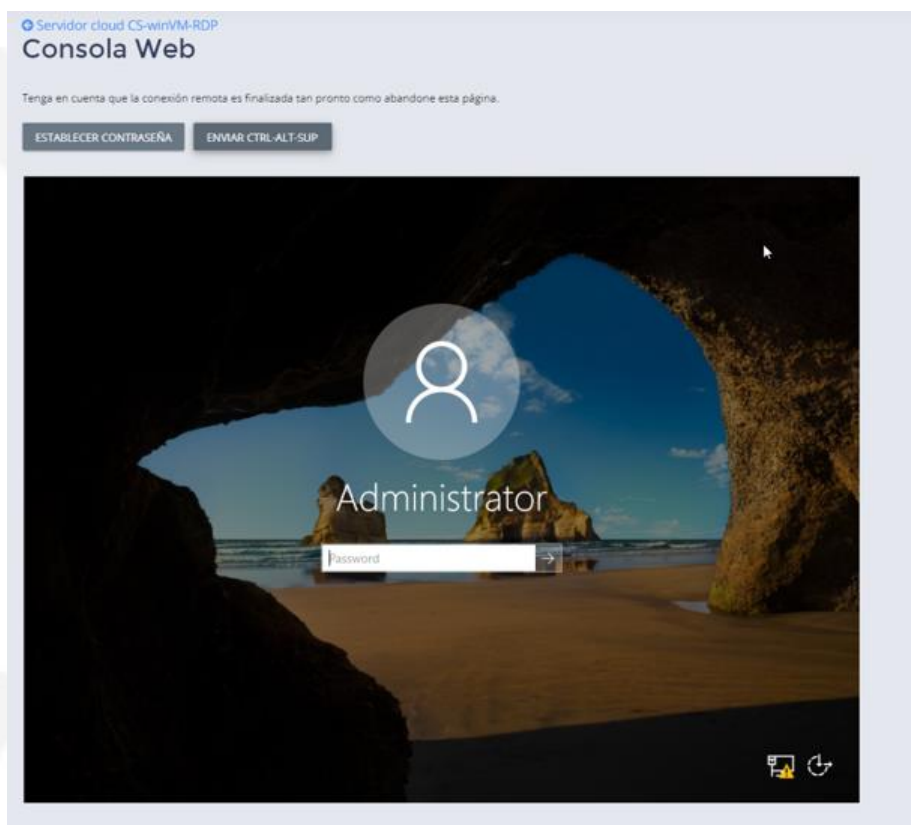 Servidor cloud CS-winVM-RDP
Consola Web
Tenga en cuenta que la conexión remota es finalizada tan pronto como abandone esta página.
ESTABLECER CONTRASEÑA ENVIAR CTRL-ALT-SUP
Administrator
Password